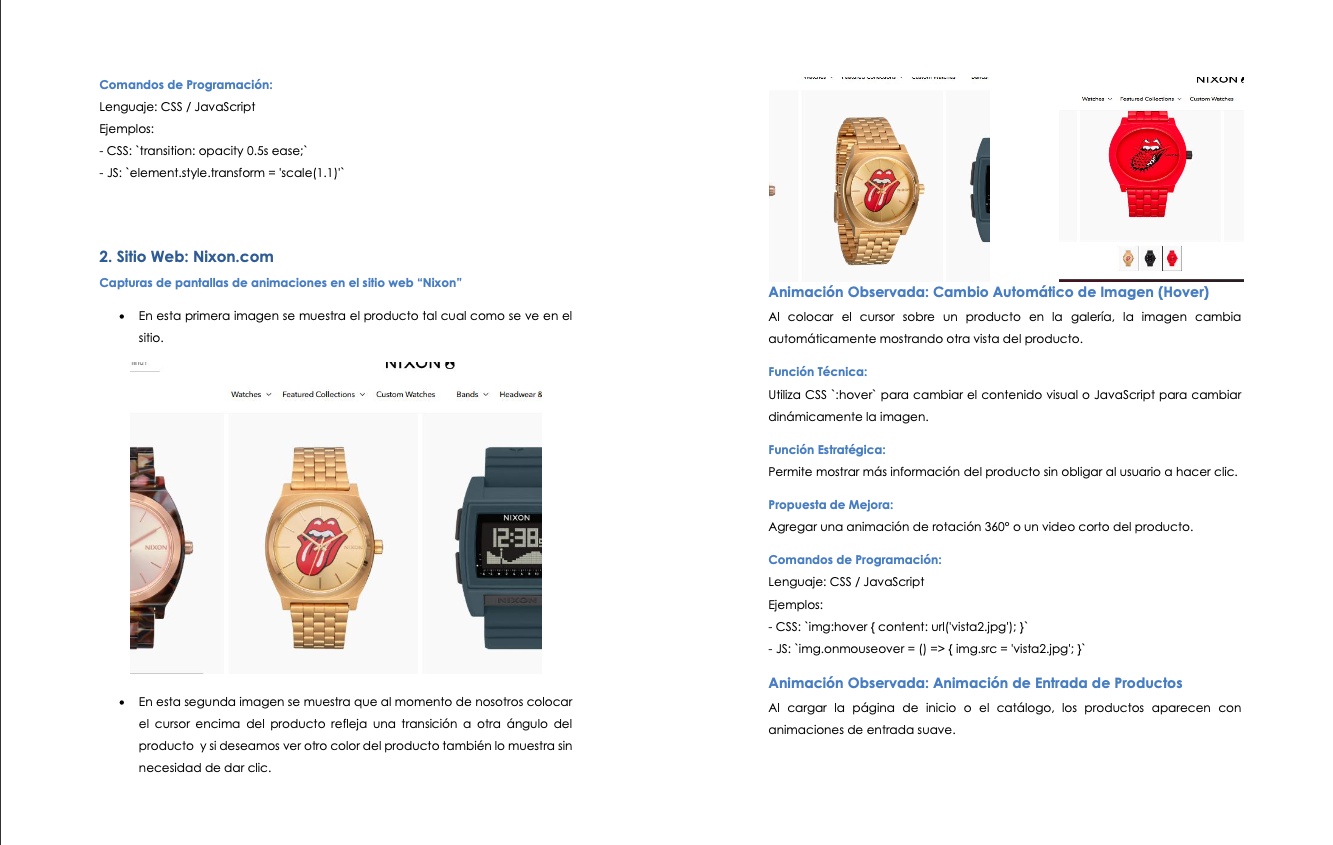 Comandos de Programación:
Lenguaje: CSS / JavaScript
Ejemplos:
- CSS: `transition: opacity 0.5s ease;`
- JS: `element.style.transform = 'scale(1.1)'`
2. Sitio Web: Nixon.com
Capturas de pantallas de animaciones en el sitio web “Nixon”
• En esta primera imagen se muestra el producto tal cual como se ve en el
sitio.
NIXON
Watches Featured Collections Custom Watches Bands Headwear &
NIXON
NIXON
12:38
NIXON
• En esta segunda imagen se muestra que al momento de nosotros colocar
el cursor encima del producto refleja una transición a otra ángulo del
producto y si deseamos ver otro color del producto también lo muestra sin
necesidad de dar clic.
Watches Featured Collections Custom Watches Bands
NIXON
Watches Featured Collections Custom Watches
Animación Observada: Cambio Automático de Imagen (Hover)
Al colocar el cursor sobre un producto en la galería, la imagen cambia
automáticamente mostrando otra vista del producto.
Función Técnica:
Utiliza CSS `:hover` para cambiar el contenido visual o JavaScript para cambiar
dinámicamente la imagen.
Función Estratégica:
Permite mostrar más información del producto sin obligar al usuario a hacer clic.
Propuesta de Mejora:
Agregar una animación de rotación 360° o un video corto del producto.
Comandos de Programación:
Lenguaje: CSS / JavaScript
Ejemplos:
- CSS: `img:hover { content: url('vista2.jpg'); }`
- JS: `img.onmouseover = () => { img.src = 'vista2.jpg'; }`
Animación Observada: Animación de Entrada de Productos
Al cargar la página de inicio o el catálogo, los productos aparecen con
animaciones de entrada suave.